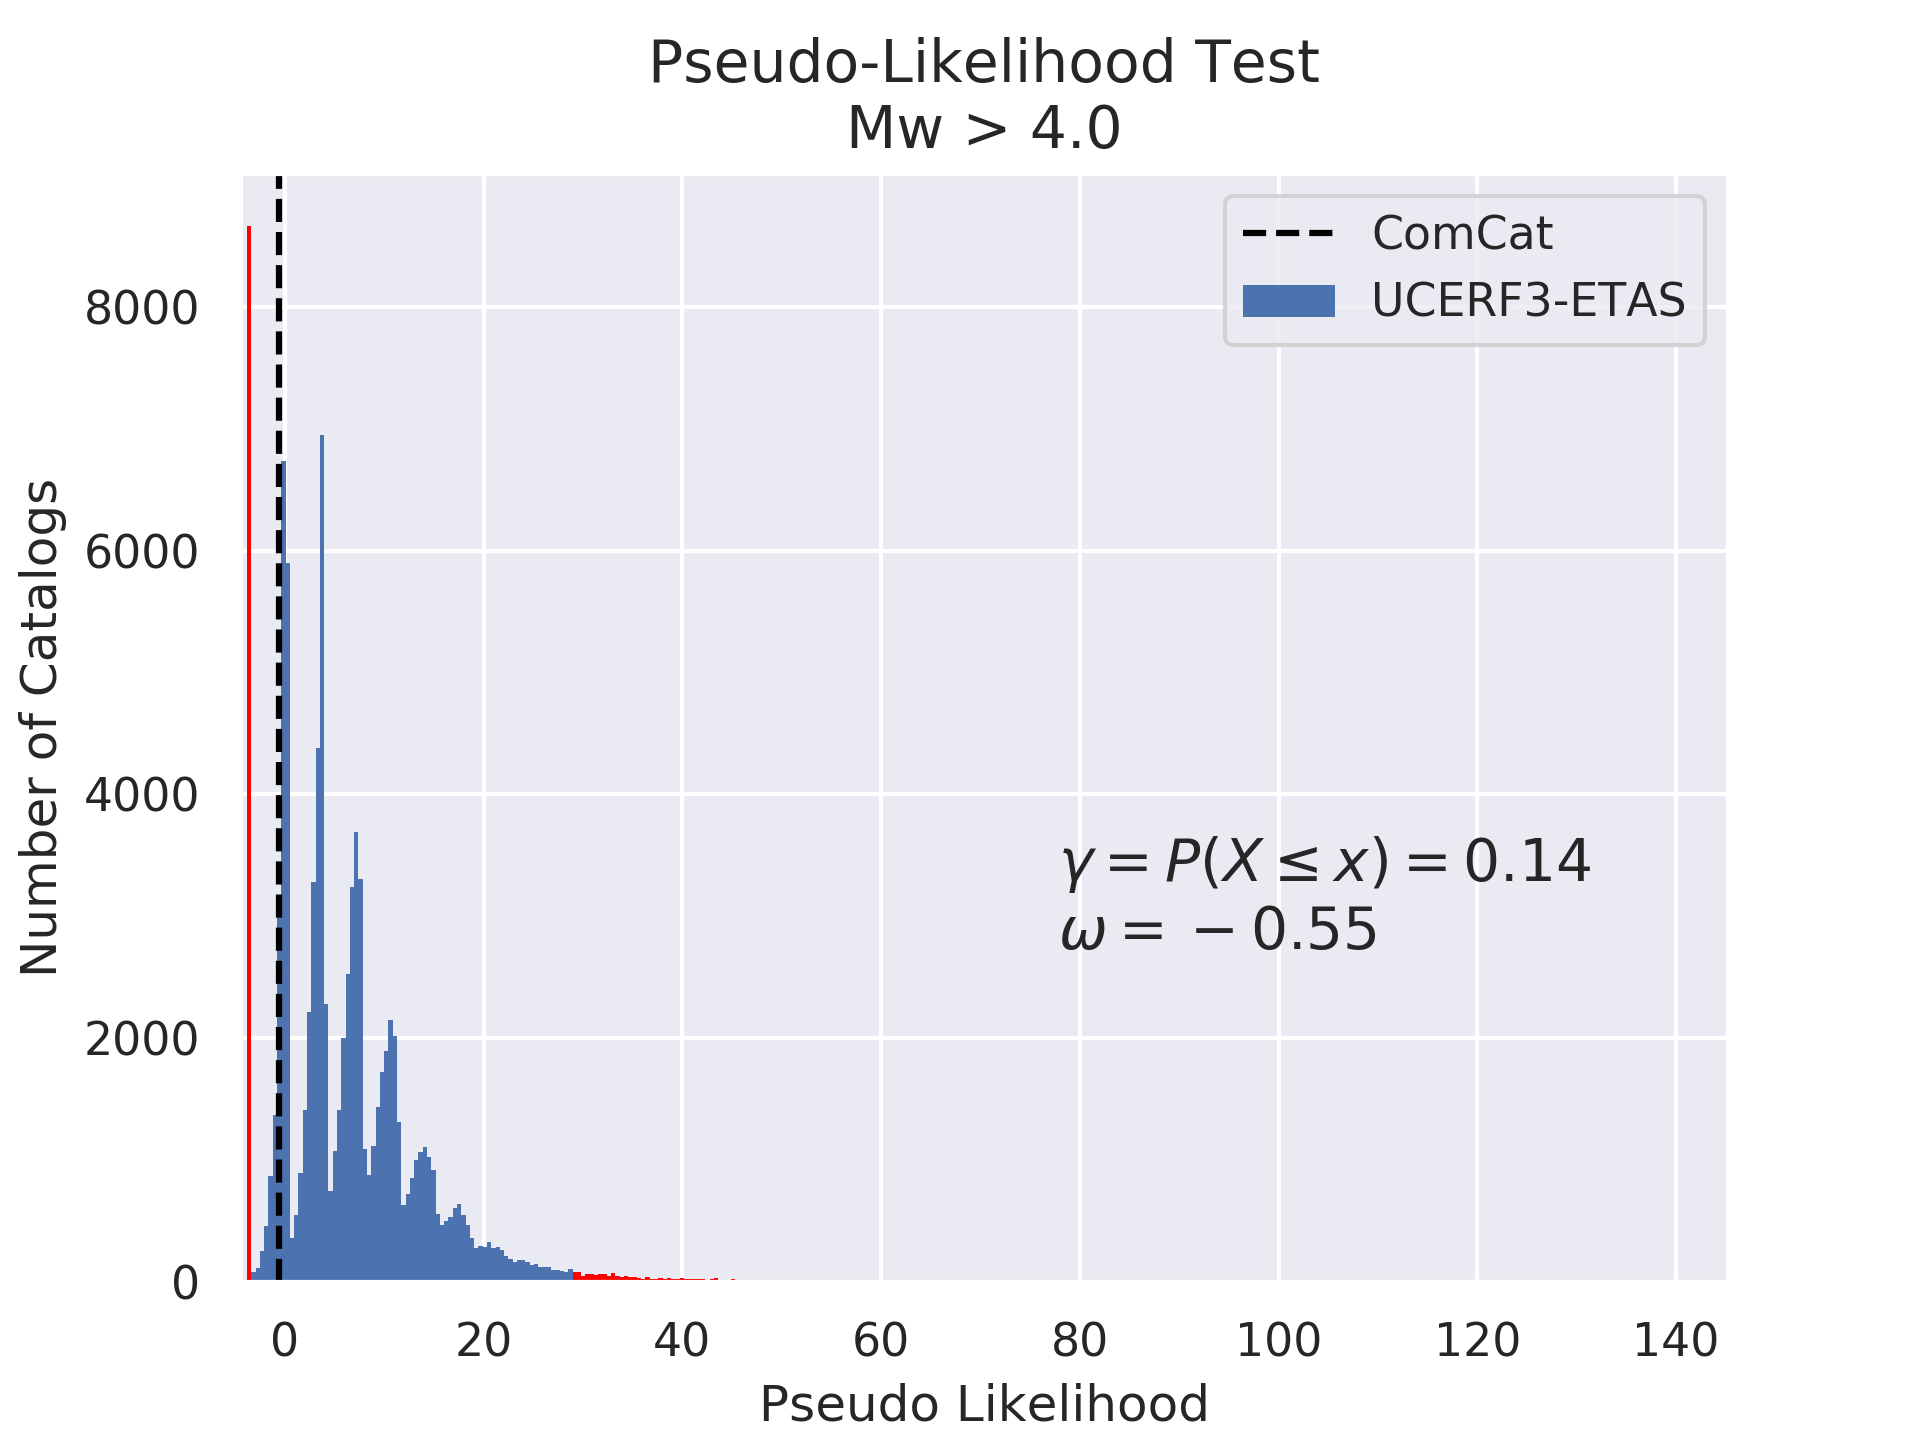 Pseudo-Likelihood Test
Mw > 4.0
ComCat
UCERF3-ETAS
8000
6000
4000
2000
0
Number of Catalogs
γ = P(X ≤ x) = 0.14
ω = − 0.55
0 20 40 60 80 100 120 140
Pseudo Likelihood